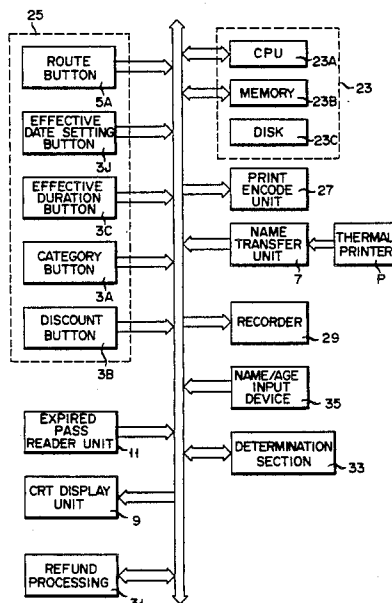 25
ROUTE
BUTTON
5A
EFFECTIVE
DATE SETTING
BUTTON
3J
EFFECTIVE
DURATION
BUTTON
3C
CATEGORY
BUTTON
3A
DISCOUNT
BUTTON
3B
EXPIRED
PASS
READER UNIT
11
CRT DISPLAY
UNIT
9
REFUND
PROCESSING
31
CPU
23A
23
MEMORY
23B
DISK
23C
PRINT
ENCODE
UNIT
27
NAME
TRANSFER
UNIT
7
THERMAL
PRINTER
P
RECORDER
29
NAME/AGE
INPUT
DEVICE
35
DETERMINATION
SECTION
33